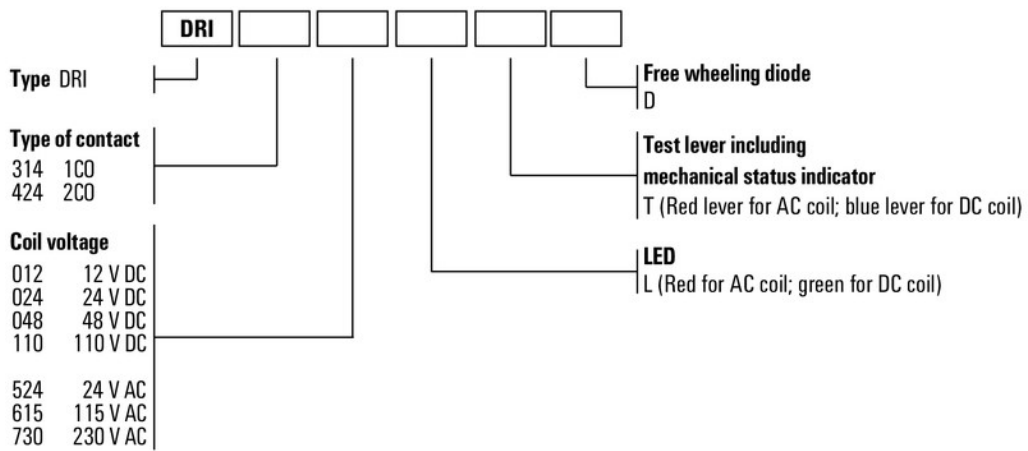 DRI
Type DRI
Type of contact
314 1CO
424 2CO
Coil voltage
012 12 V DC
024 24 V DC
048 48 V DC
110 110 V DC
524 24 V AC
615 115 V AC
730 230 V AC
Free wheeling diode
D
Test lever including
mechanical status indicator
T (Red lever for AC coil; blue lever for DC coil)
LED
L (Red for AC coil; green for DC coil)